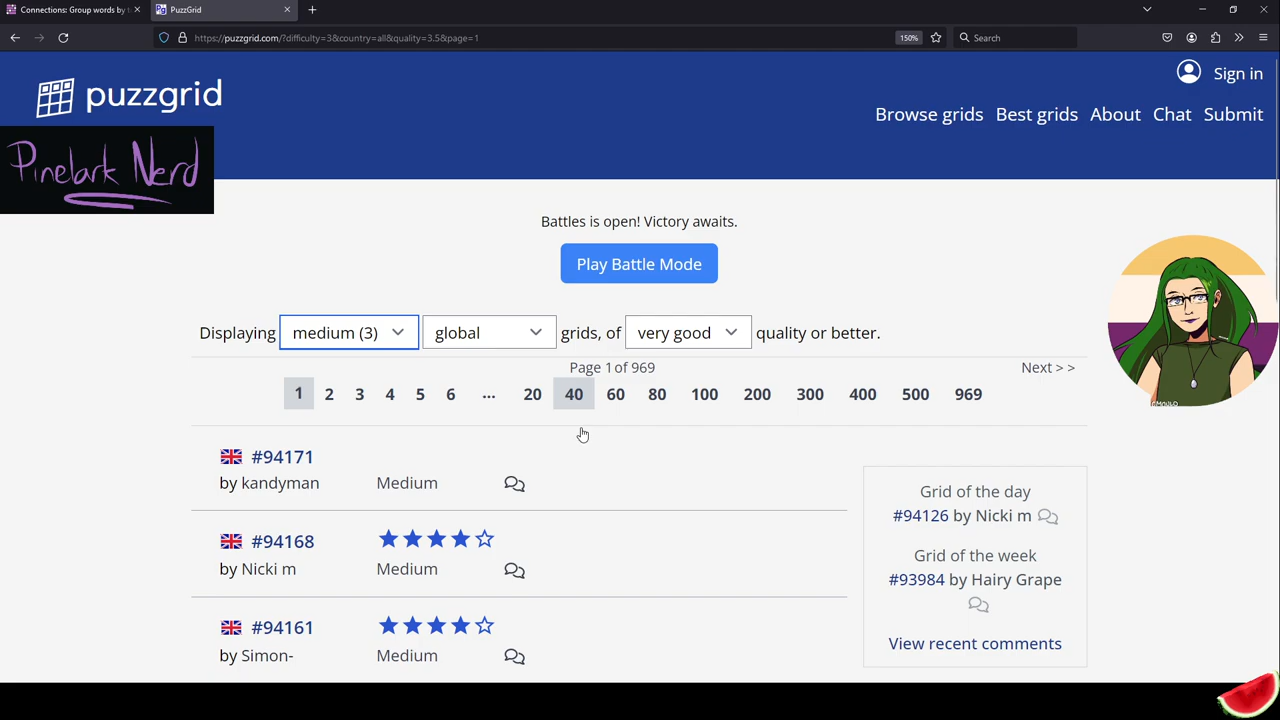 Connections: Group words by
PuzzGrid
https://puzzgrid.com/?difficulty=3&country=all&quality=3.5&page=1
150%
Search
puzzgrid
Sign in
Browse grids Best grids About Chat Submit
Pinelark Nerd
Battles is open! Victory awaits.
Play Battle Mode
Displaying medium (3) global grids, of very good quality or better.
Page 1 of 969
Next > >
1 2 3 4 5 6 ... 20 40 60 80 100 200 300 400 500 969
#94171
by kandyman Medium
#94168
by Nicki m Medium
#94161
by Simon- Medium
Grid of the day
#94126 by Nicki m
Grid of the week
#93984 by Hairy Grape
View recent comments